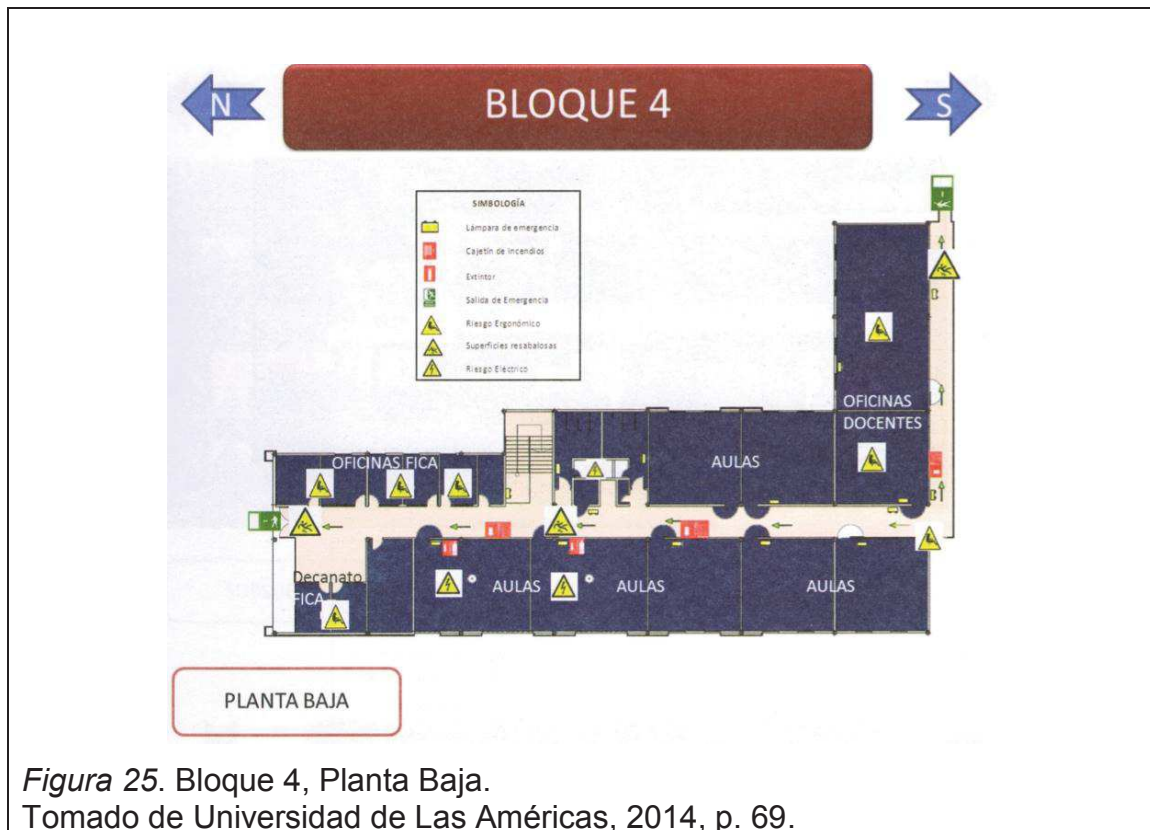 N
BLOQUE 4
S
SIMBOLOGÍA
Lámpara de emergencia
Cajetín de Incendios
Extintor
Salida de Emergencia
Riesgo Ergonómico
Superficies resabalosas
Riesgo Eléctrico
OFICINAS
DOCENTES
OFICINAS FICA
AULAS
Decanato
FICA
AULAS
AULAS
AULAS
PLANTA BAJA
Figura 25. Bloque 4, Planta Baja.
Tomado de Universidad de Las Américas, 2014, p. 69.